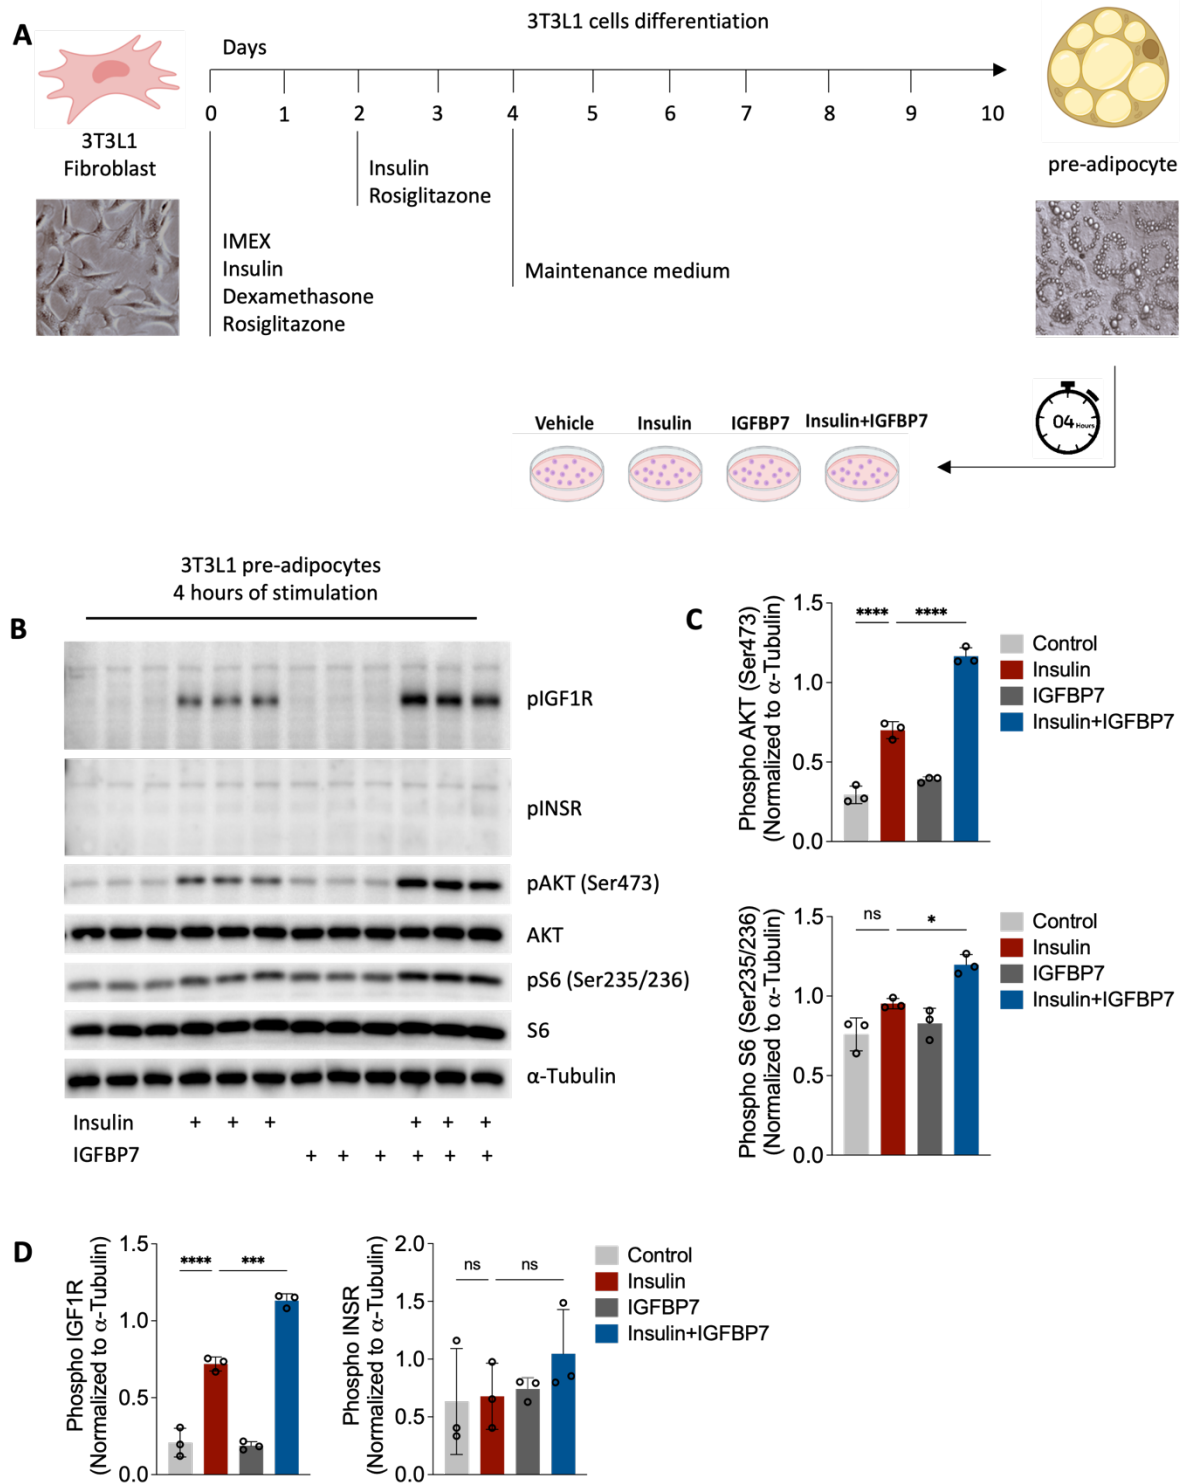 A
3T3L1 cells differentiation
Days
0 1 2 3 4 5 6 7 8 9 10
3T3L1
Fibroblast
pre-adipocyte
Insulin
Rosiglitazone
IMEX
Insulin
Dexamethasone
Rosiglitazone
Maintenance medium
04 Hours
Vehicle Insulin IGFBP7 Insulin+IGFBP7
3T3L1 pre-adipocytes
4 hours of stimulation
B
pIGF1R
pINSR
pAKT (Ser473)
AKT
pS6 (Ser235/236)
S6
α-Tubulin
Insulin + + + + + +
IGFBP7 + + + + + +
C
Phospho AKT (Ser473)
(Normalized to α-Tubulin)
1.5
1.0
0.5
0.0
**** ****
Control
Insulin
IGFBP7
Insulin+IGFBP7
Phospho S6 (Ser235/236)
(Normalized to α-Tubulin)
1.5
1.0
0.5
0.0
ns *
Control
Insulin
IGFBP7
Insulin+IGFBP7
D
Phospho IGF1R
(Normalized to α-Tubulin)
1.5
1.0
0.5
0.0
**** ***
Phospho INSR
(Normalized to α-Tubulin)
2.0
1.5
1.0
0.5
0.0
ns ns
Control
Insulin
IGFBP7
Insulin+IGFBP7